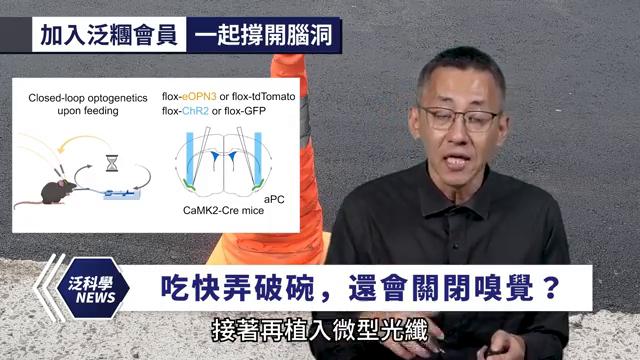 加入泛糰會員 一起撐開腦洞
Closed-loop optogenetics
upon feeding
flox-eOPN3 or flox-tdTomato
flox-ChR2 or flox-GFP
aPC
CaMK2-Cre mice
泛科學
NEWS
吃快弄破碗，還會關閉嗅覺？
接著再植入微型光纖